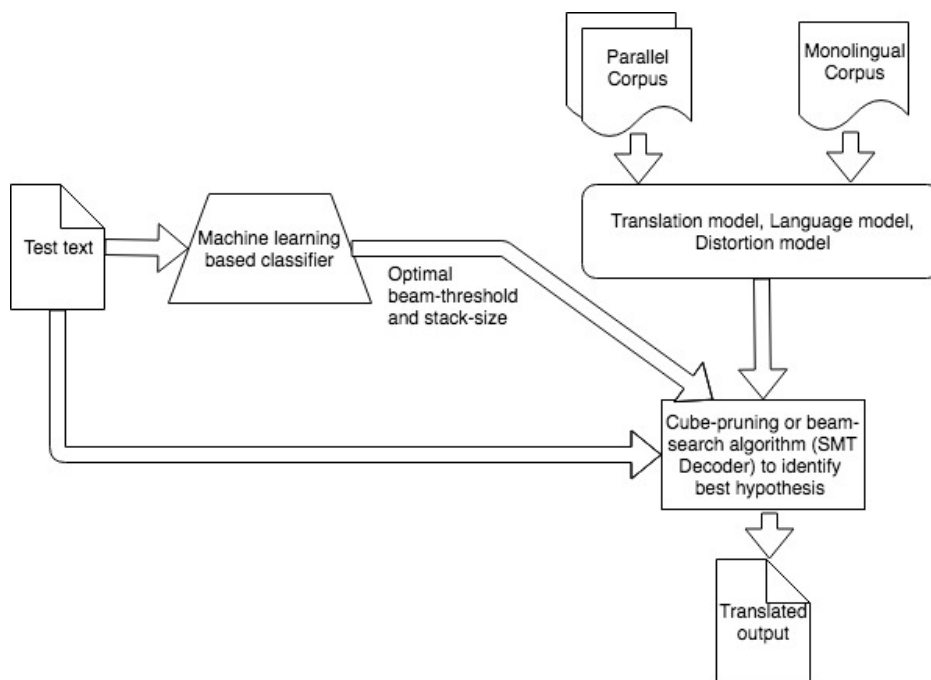 Parallel
Corpus
Monolingual
Corpus
Test text
Machine learning
based classifier
Translation model, Language model,
Distortion model
Optimal
beam-threshold
and stack-size
Cube-pruning or beam-
search algorithm (SMT
Decoder) to identify
best hypothesis
Translated
output